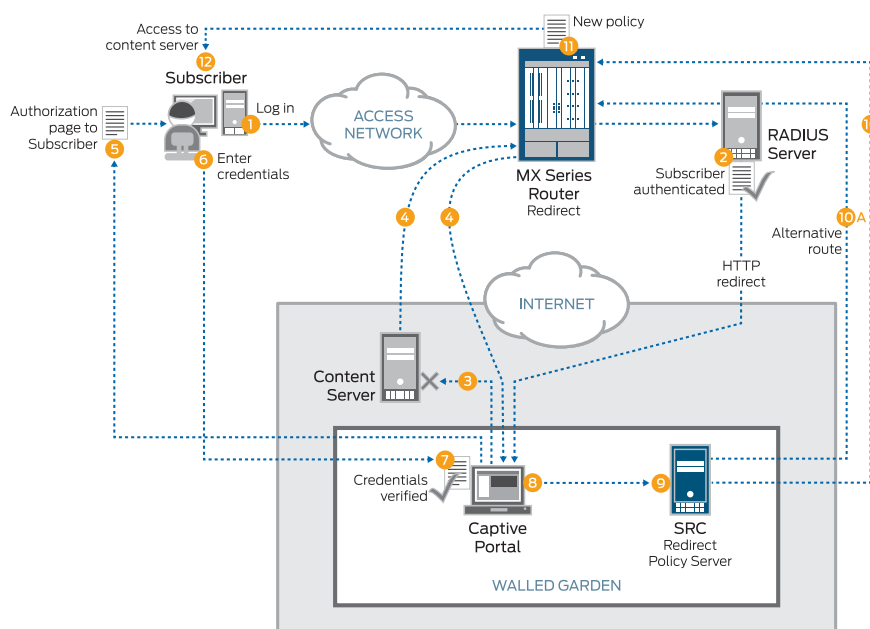 New policy
11
Access to
content server
12
Subscriber
Log in
1
ACCESS
NETWORK
Authorization
page to
Subscriber
5
6
Enter
credentials
MX Series
Router
Redirect
RADIUS
Server
2
Subscriber
authenticated
4
4
10A
Alternative
route
HTTP
redirect
INTERNET
Content
Server
3
7
Credentials
verified
8
9
Captive
Portal
SRC
Redirect
Policy Server
WALLED GARDEN